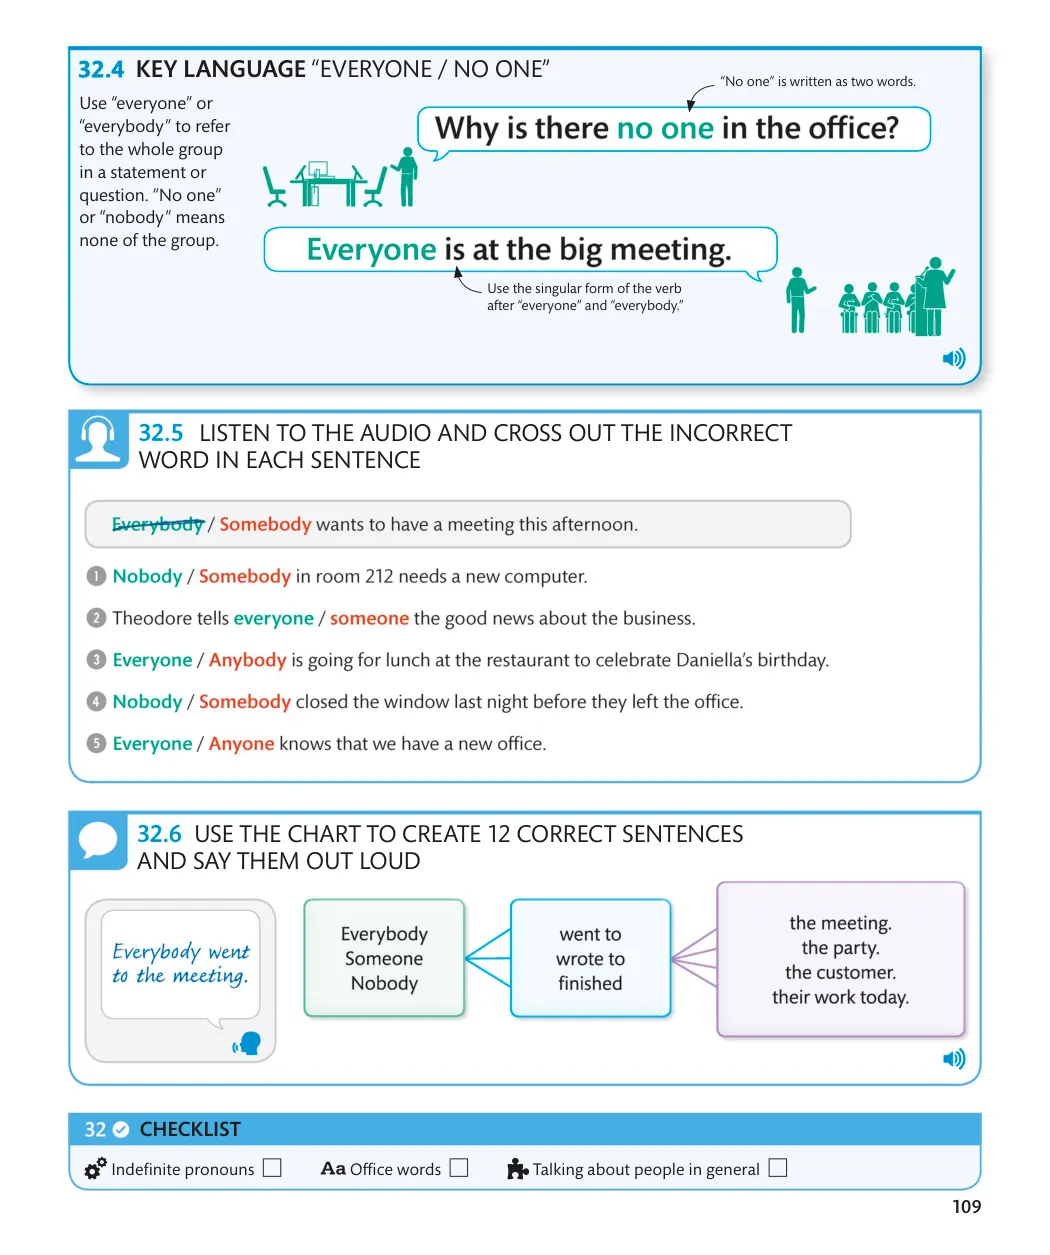 32.4 KEY LANGUAGE “EVERYONE / NO ONE”
Use “everyone” or
“everybody” to refer
to the whole group
in a statement or
question. “No one”
or “nobody” means
none of the group.
“No one” is written as two words.
Why is there no one in the office?
Everyone is at the big meeting.
Use the singular form of the verb
after “everyone” and “everybody.”
32.5 LISTEN TO THE AUDIO AND CROSS OUT THE INCORRECT
WORD IN EACH SENTENCE
Everybody / Somebody wants to have a meeting this afternoon.
1 Nobody / Somebody in room 212 needs a new computer.
2 Theodore tells everyone / someone the good news about the business.
3 Everyone / Anybody is going for lunch at the restaurant to celebrate Daniella’s birthday.
4 Nobody / Somebody closed the window last night before they left the office.
5 Everyone / Anyone knows that we have a new office.
32.6 USE THE CHART TO CREATE 12 CORRECT SENTENCES
AND SAY THEM OUT LOUD
Everybody went
to the meeting.
Everybody
Someone
Nobody
went to
wrote to
finished
the meeting.
the party.
the customer.
their work today.
32 CHECKLIST
Indefinite pronouns
Aa Office words
Talking about people in general
109